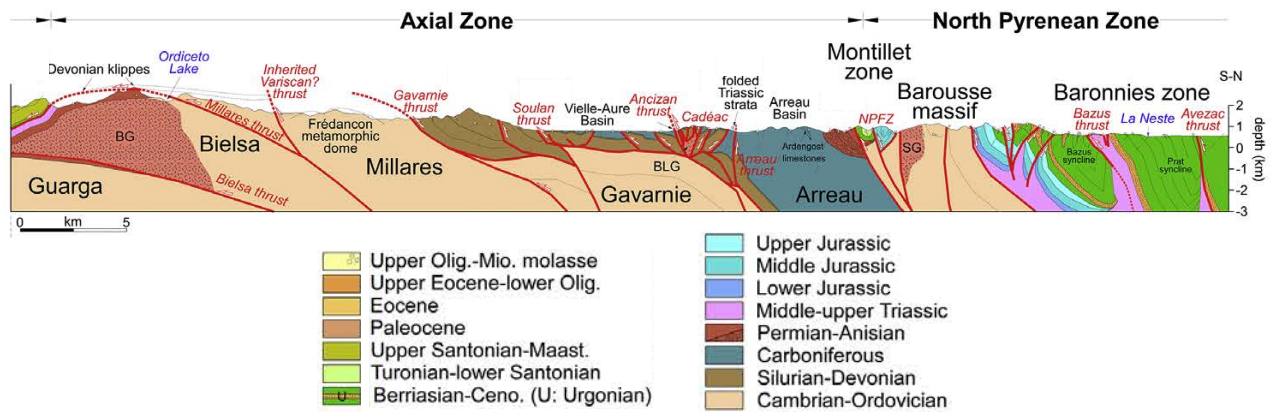 Axial Zone
North Pyrenean Zone
Devonian klippes
Ordiceto
Lake
Inherited
Variscan?
thrust
Gavarnie
thrust
Soulan
thrust
Vielle-Aure
Basin
Ancizan
thrust
Cadéac
folded
Triassic
strata
Arreau
Basin
Montillet
zone
NPFZ
Barousse
massif
Baronnies zone
Bazus
thrust
La Neste
Avezac
thrust
S-N
2
1
0
-1
-2
-3
depth (km)
BG
Millares thrust
Bielsa
Frédancon
metamorphic
dome
Millares
BLG
Arreau
thrust
Ardengost
limestones
SG
Bazus
syncline
Prat
syncline
Guarga
Bielsa thrust
Gavarnie
Arreau
0 km 5
Upper Olig.-Mio. molasse
Upper Eocene-lower Olig.
Eocene
Paleocene
Upper Santonian-Maast.
Turonian-lower Santonian
U Berriasian-Ceno. (U: Urgonian)
Upper Jurassic
Middle Jurassic
Lower Jurassic
Middle-upper Triassic
Permian-Anisian
Carboniferous
Silurian-Devonian
Cambrian-Ordovician